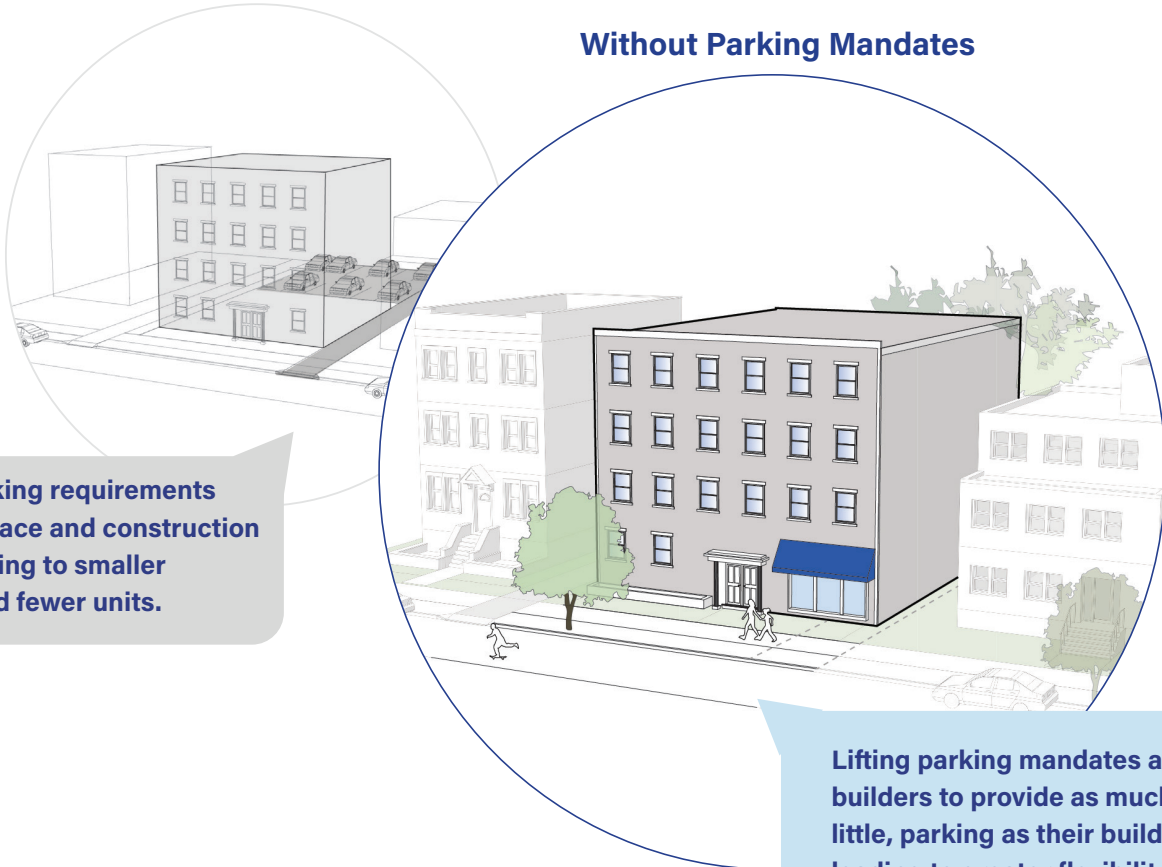 Without Parking Mandates
king requirements
ace and construction
ing to smaller
d fewer units.
Lifting parking mandates a
builders to provide as much
little, parking as their build